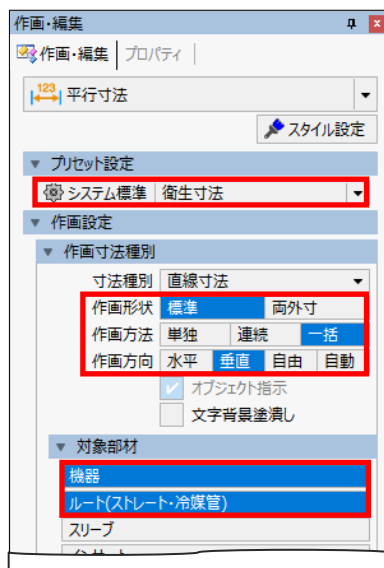 作画・編集
作画・編集 プロパティ
123 平行寸法
スタイル設定
プリセット設定
システム標準 衛生寸法
作画設定
作画寸法種別
寸法種別 直線寸法
作画形状 標準 両外寸
作画方法 単独 連続 一括
作画方向 水平 垂直 自由 自動
オブジェクト指示
文字背景塗潰し
対象部材
機器
ルート(ストレート・冷媒管)
スリーブ